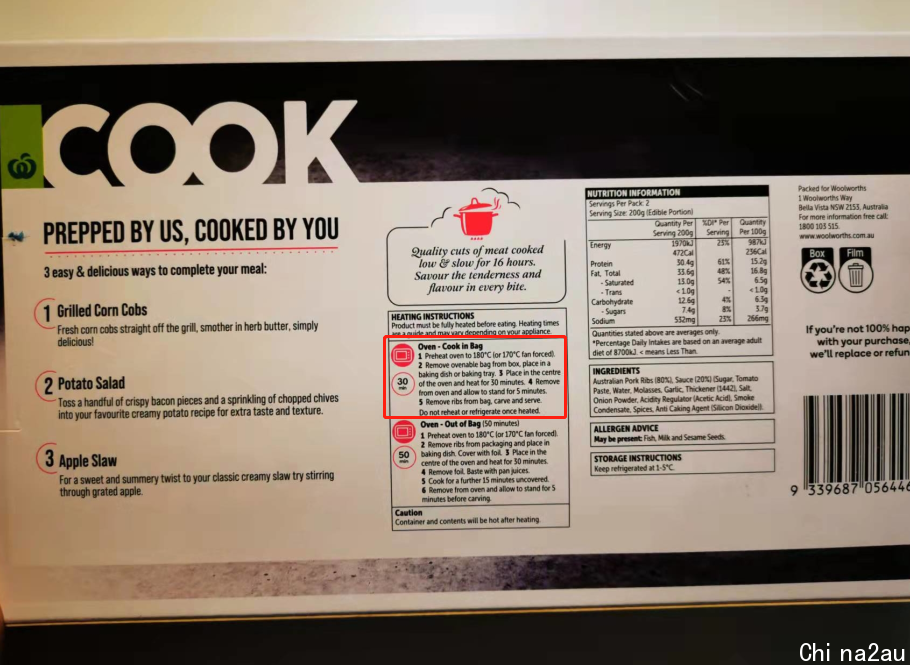 COOK
PREPPED BY US, COOKED BY YOU
3 easy & delicious ways to complete your meal:
1 Grilled Corn Cobs
Fresh corn cobs straight off the grill, smother in herb butter, simply
delicious!
2 Potato Salad
Toss a handful of crispy bacon pieces and a sprinkling of chopped chives
into your favourite creamy potato recipe for extra taste and texture.
3 Apple Slaw
For a sweet and summery twist to your classic creamy slaw try stirring
through grated apple.
Quality cuts of meat cooked
low & slow for 16 hours.
Savour the tenderness and
flavour in every bite.
HEATING INSTRUCTIONS
Product must be fully heated before eating. Heating times
are a guide and may vary depending on your appliance.
Oven - Cook in Bag
1 Preheat oven to 180°C (or 170°C fan forced).
2 Remove ovenable bag from box, place in a
baking dish or baking tray. 3 Place in the centre
of the oven and heat for 30 minutes. 4 Remove
from oven and allow to stand for 5 minutes.
5 Remove ribs from bag, carve and serve.
Do not reheat or refrigerate once heated.
30
min
Oven - Out of Bag (50 minutes)
1 Preheat oven to 180°C (or 170°C fan forced).
2 Remove ribs from packaging and place in
baking dish. Cover with foil. 3 Place in the
centre of the oven and heat for 30 minutes.
4 Remove foil. Baste with pan juices.
5 Cook for a further 15 minutes uncovered.
6 Remove from oven and allow to stand for 5
minutes before carving.
50
min
Caution
Container and contents will be hot after heating.
NUTRITION INFORMATION
Servings Per Pack: 2
Serving Size: 200g (Edible Portion)
Quantity Per Serving 200g %DI* Per Serving Quantity Per 100g
Energy 1970kJ 23% 987kJ
472Cal 236Cal
Protein 30.4g 61% 15.2g
Fat, Total 33.6g 48% 16.8g
- Saturated 13.0g 54% 6.5g
- Trans <1.0g - <1.0g
Carbohydrate 12.6g 4% 6.3g
- Sugars 7.4g 8% 3.7g
Sodium 532mg 23% 266mg
Quantities stated above are averages only.
*Percentage Daily Intakes are based on an average adult
diet of 8700kJ. < means Less Than.
INGREDIENTS
Australian Pork Ribs (80%), Sauce (20%) (Sugar, Tomato
Paste, Water, Molasses, Garlic, Thickener (1442), Salt,
Onion Powder, Acidity Regulator (Acetic Acid), Smoke
Condensate, Spices, Anti Caking Agent (Silicon Dioxide)).
ALLERGEN ADVICE
May be present: Fish, Milk and Sesame Seeds.
STORAGE INSTRUCTIONS
Keep refrigerated at 1-5°C.
Packed for Woolworths
1 Woolworths Way
Bella Vista NSW 2153, Australia
For more information free call:
1800 103 515.
www.woolworths.com.au
Box Film
If you're not 100% hap
with your purchase,
we'll replace or refun
9 339687 056446
Chi na2au